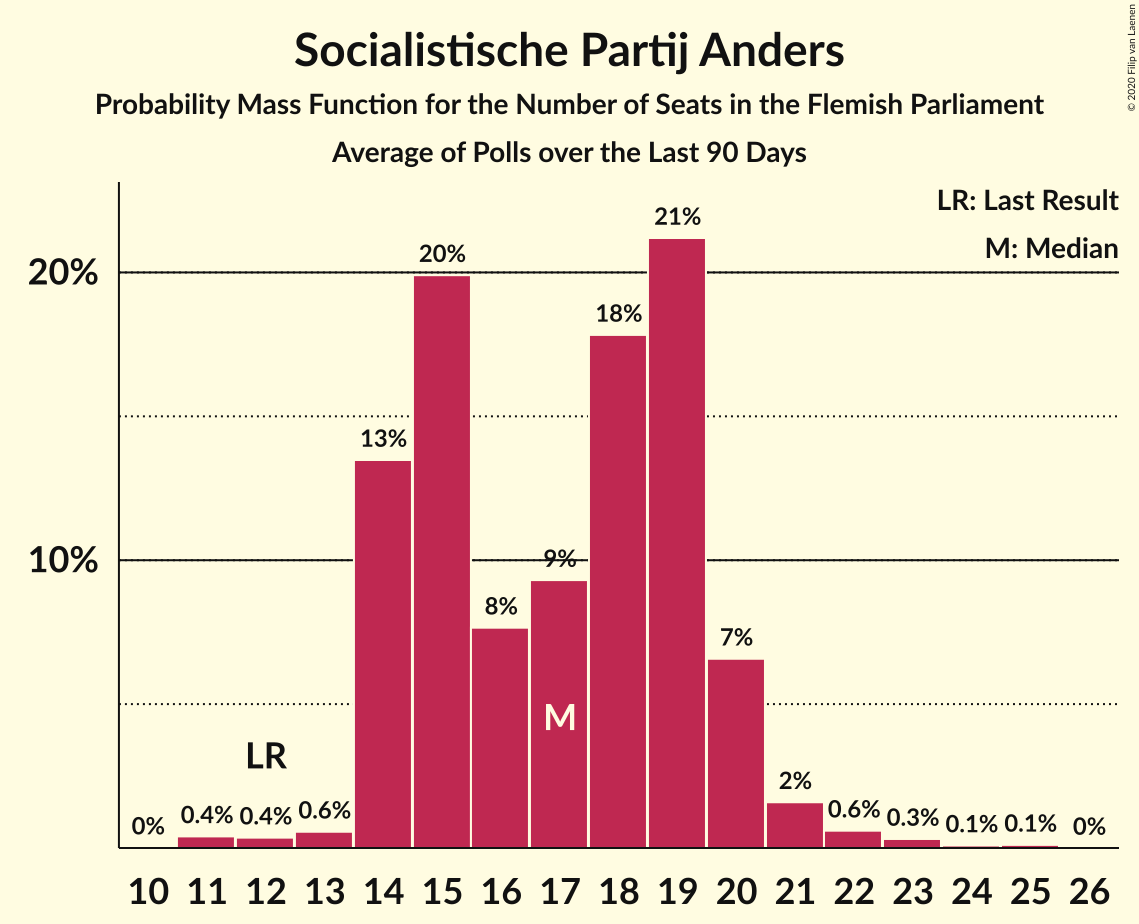 Socialistische Partij Anders
Probability Mass Function for the Number of Seats in the Flemish Parliament
Average of Polls over the Last 90 Days
© 2020 Filip van Laenen
LR: Last Result
M: Median
20%
10%
0%
0.4%
0.4%
0.6%
13%
20%
8%
9%
18%
21%
7%
2%
0.6%
0.3%
0.1%
0.1%
0%
LR
M
10 11 12 13 14 15 16 17 18 19 20 21 22 23 24 25 26